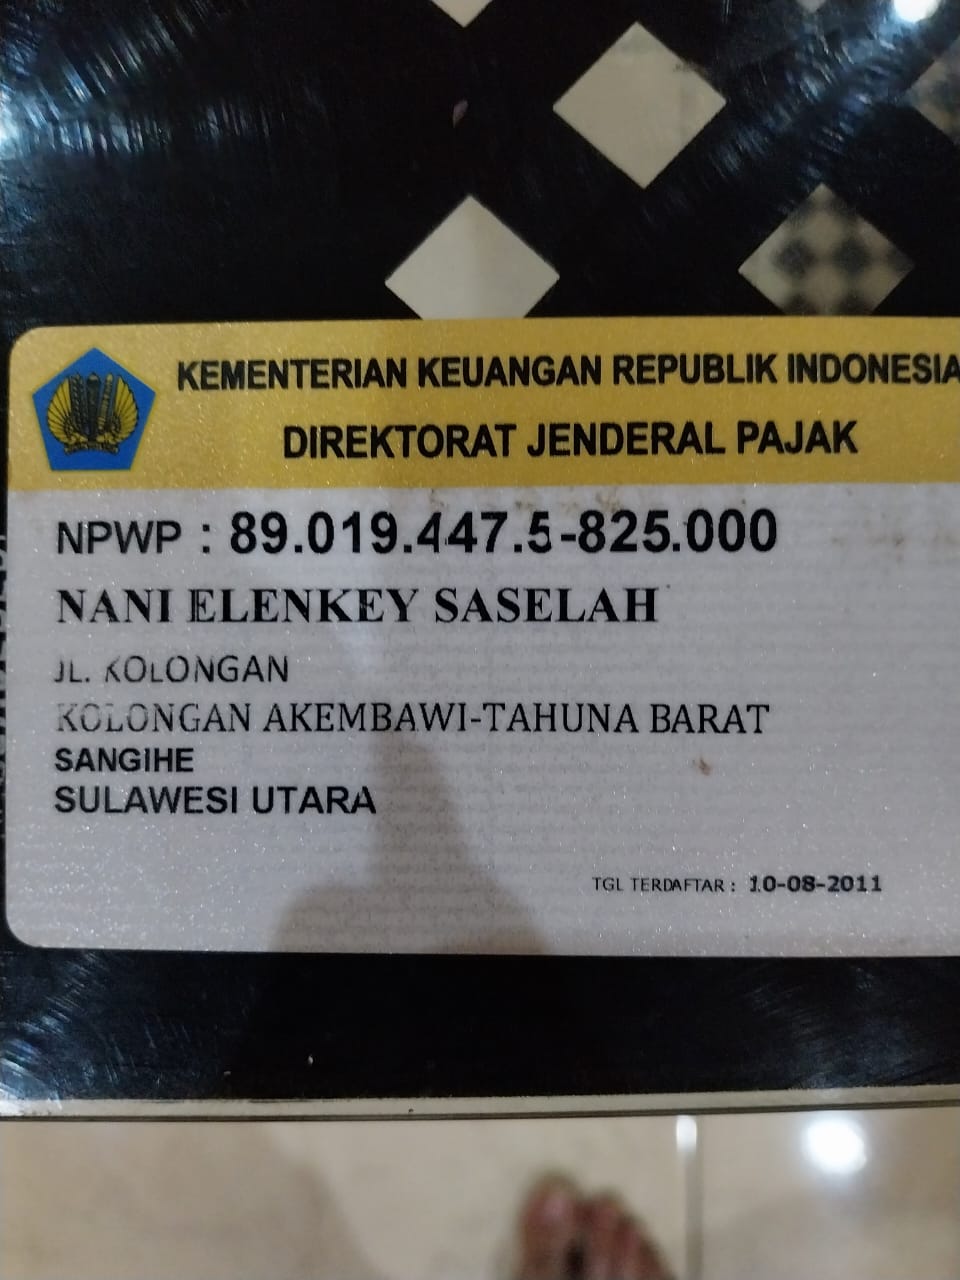 KEMENTERIAN KEUANGAN REPUBLIK INDONESIA
DIREKTORAT JENDERAL PAJAK
NPWP : 89.019.447.5-825.000
NANI ELENKEY SASELAH
JL. KOLONGAN
KOLONGAN AKEMBAWI-TAHUNA BARAT
SANGIHE
SULAWESI UTARA
TGL TERDAFTAR : 10-08-2011